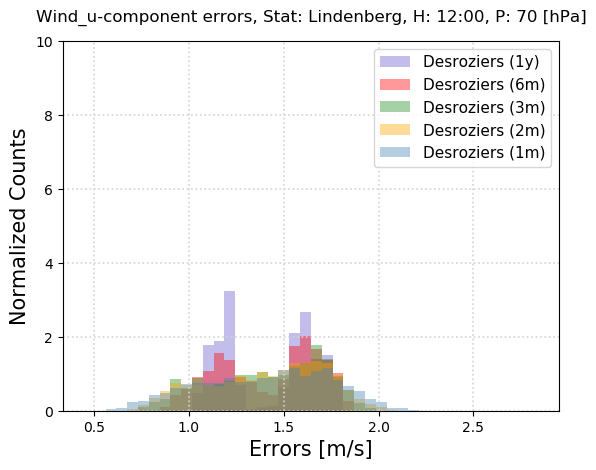 Wind_u-component errors, Stat: Lindenberg, H: 12:00, P: 70 [hPa]
10
8
6
4
2
0
Normalized Counts
Desroziers (1y)
Desroziers (6m)
Desroziers (3m)
Desroziers (2m)
Desroziers (1m)
0.5 1.0 1.5 2.0 2.5
Errors [m/s]